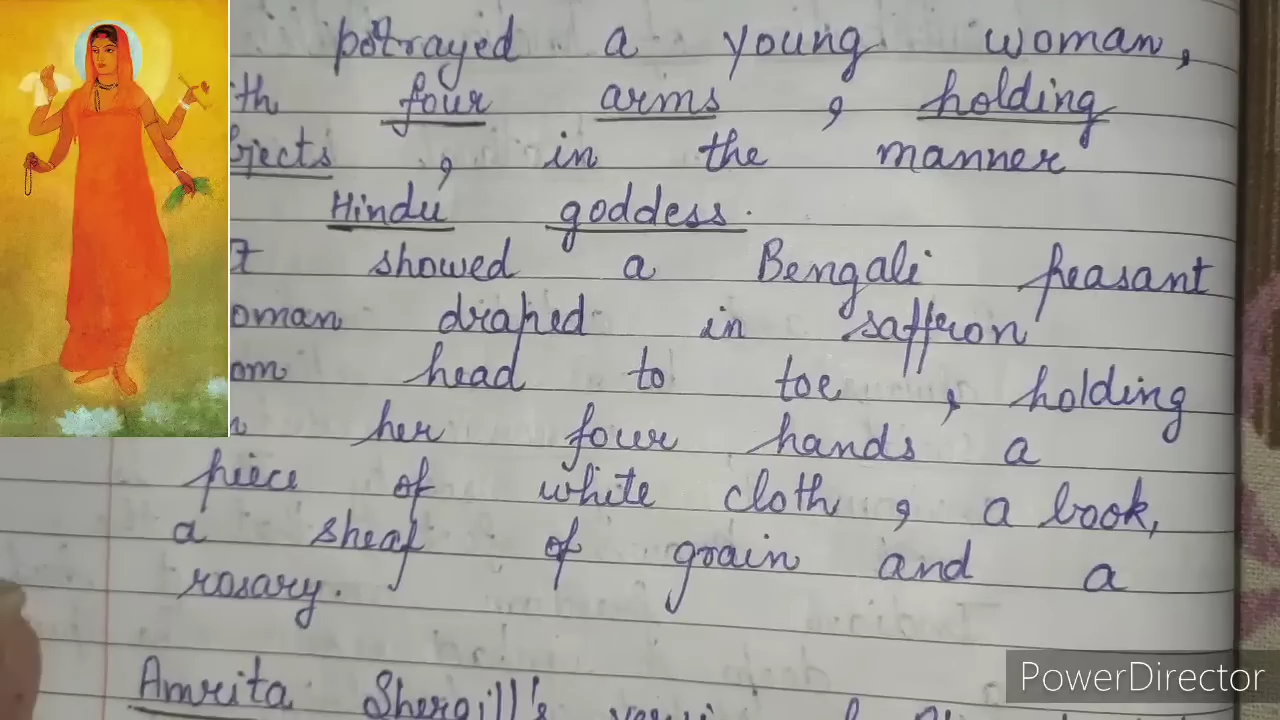 potrayed a young woman,
ith four arms, holding
bjects, in the manner
Hindu goddess.
t showed a Bengali peasant
oman draped in saffron
om head to toe, holding
n her four hands a
piece of white cloth, a book,
a sheaf of grain and a
rosary.
Amrita Shergill's
PowerDirector